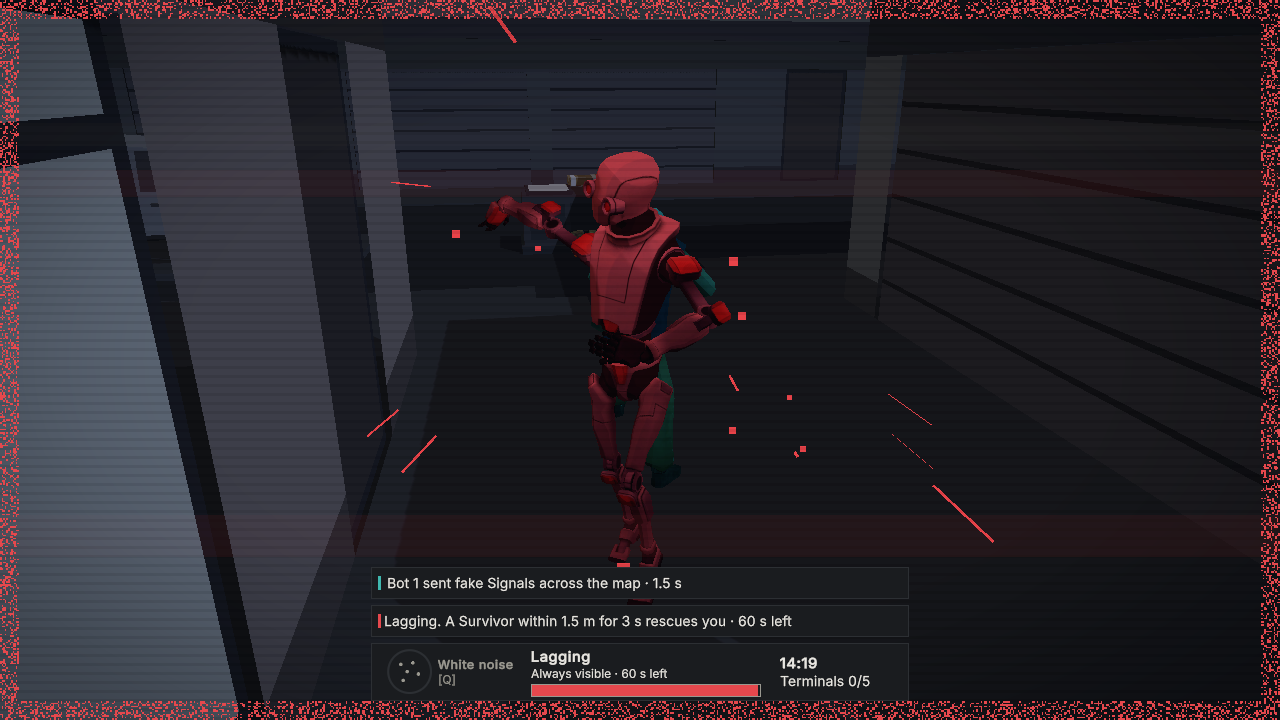 Bot 1 sent fake Signals across the map · 1.5 s
Lagging. A Survivor within 1.5 m for 3 s rescues you · 60 s left
White noise
[Q]
Lagging
Always visible · 60 s left
14:19
Terminals 0/5